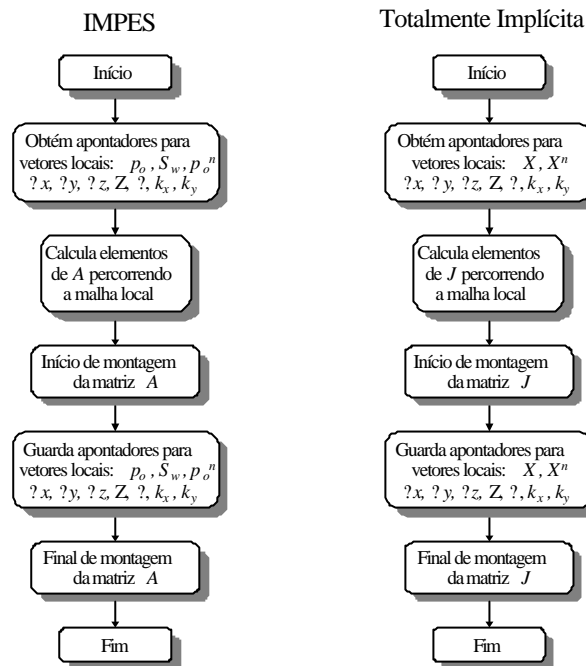 IMPES
Início
Obtém apontadores para
vetores locais: p_o , S_w , p_o^n
?x, ?y, ?z, Z, ?, k_x , k_y
Calcula elementos
de A percorrendo
a malha local
Início de montagem
da matriz A
Guarda apontadores para
vetores locais: p_o , S_w , p_o^n
?x, ?y, ?z, Z, ?, k_x , k_y
Final de montagem
da matriz A
Fim
Totalmente Implícita
Início
Obtém apontadores para
vetores locais: X , X^n
?x, ?y, ?z, Z, ?, k_x , k_y
Calcula elementos
de J percorrendo
a malha local
Início de montagem
da matriz J
Guarda apontadores para
vetores locais: X , X^n
?x, ?y, ?z, Z, ?, k_x , k_y
Final de montagem
da matriz J
Fim